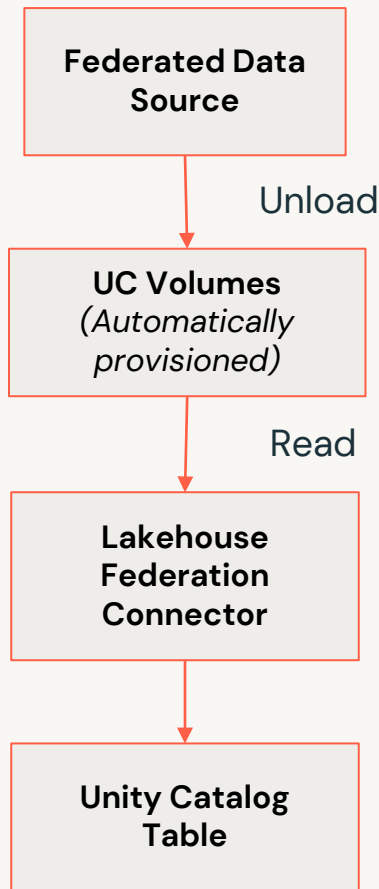 Federated Data
Source
Unload
UC Volumes
(Automatically
provisioned)
Read
Lakehouse
Federation
Connector
Unity Catalog
Table